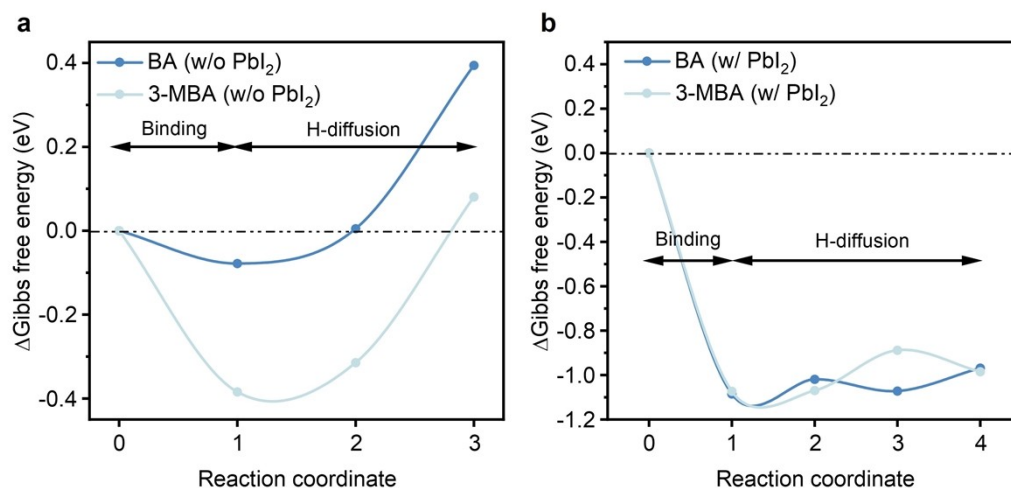 a
BA (w/o PbI₂)
3-MBA (w/o PbI₂)
Binding
H-diffusion
0.4
0.2
0.0
-0.2
-0.4
ΔGibbs free energy (eV)
0 1 2 3
Reaction coordinate
b
BA (w/ PbI₂)
3-MBA (w/ PbI₂)
Binding
H-diffusion
0.4
0.2
0.0
-0.2
-0.4
-0.6
-0.8
-1.0
-1.2
ΔGibbs free energy (eV)
0 1 2 3 4
Reaction coordinate